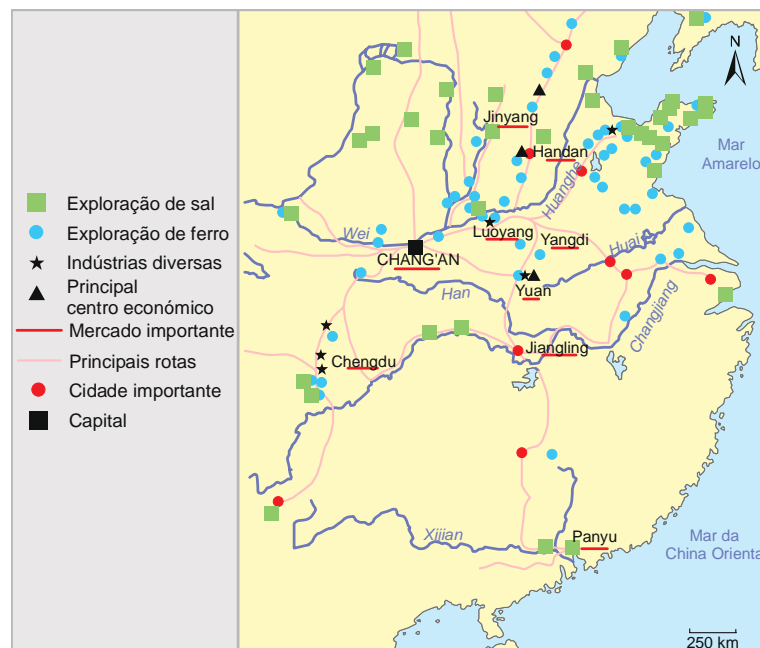 Exploração de sal
Exploração de ferro
Indústrias diversas
Principal
centro económico
Mercado importante
Principais rotas
Cidade importante
Capital
N
Jinyang
Mar
Amarelo
Handan
Huanghe
Wei
Luoyang
Yangdi
Huai
CHANG'AN
Han
Yuan
Changjiang
Chengdu
Jiangling
Xijian
Panyu
Mar da
China Orienta
250 km